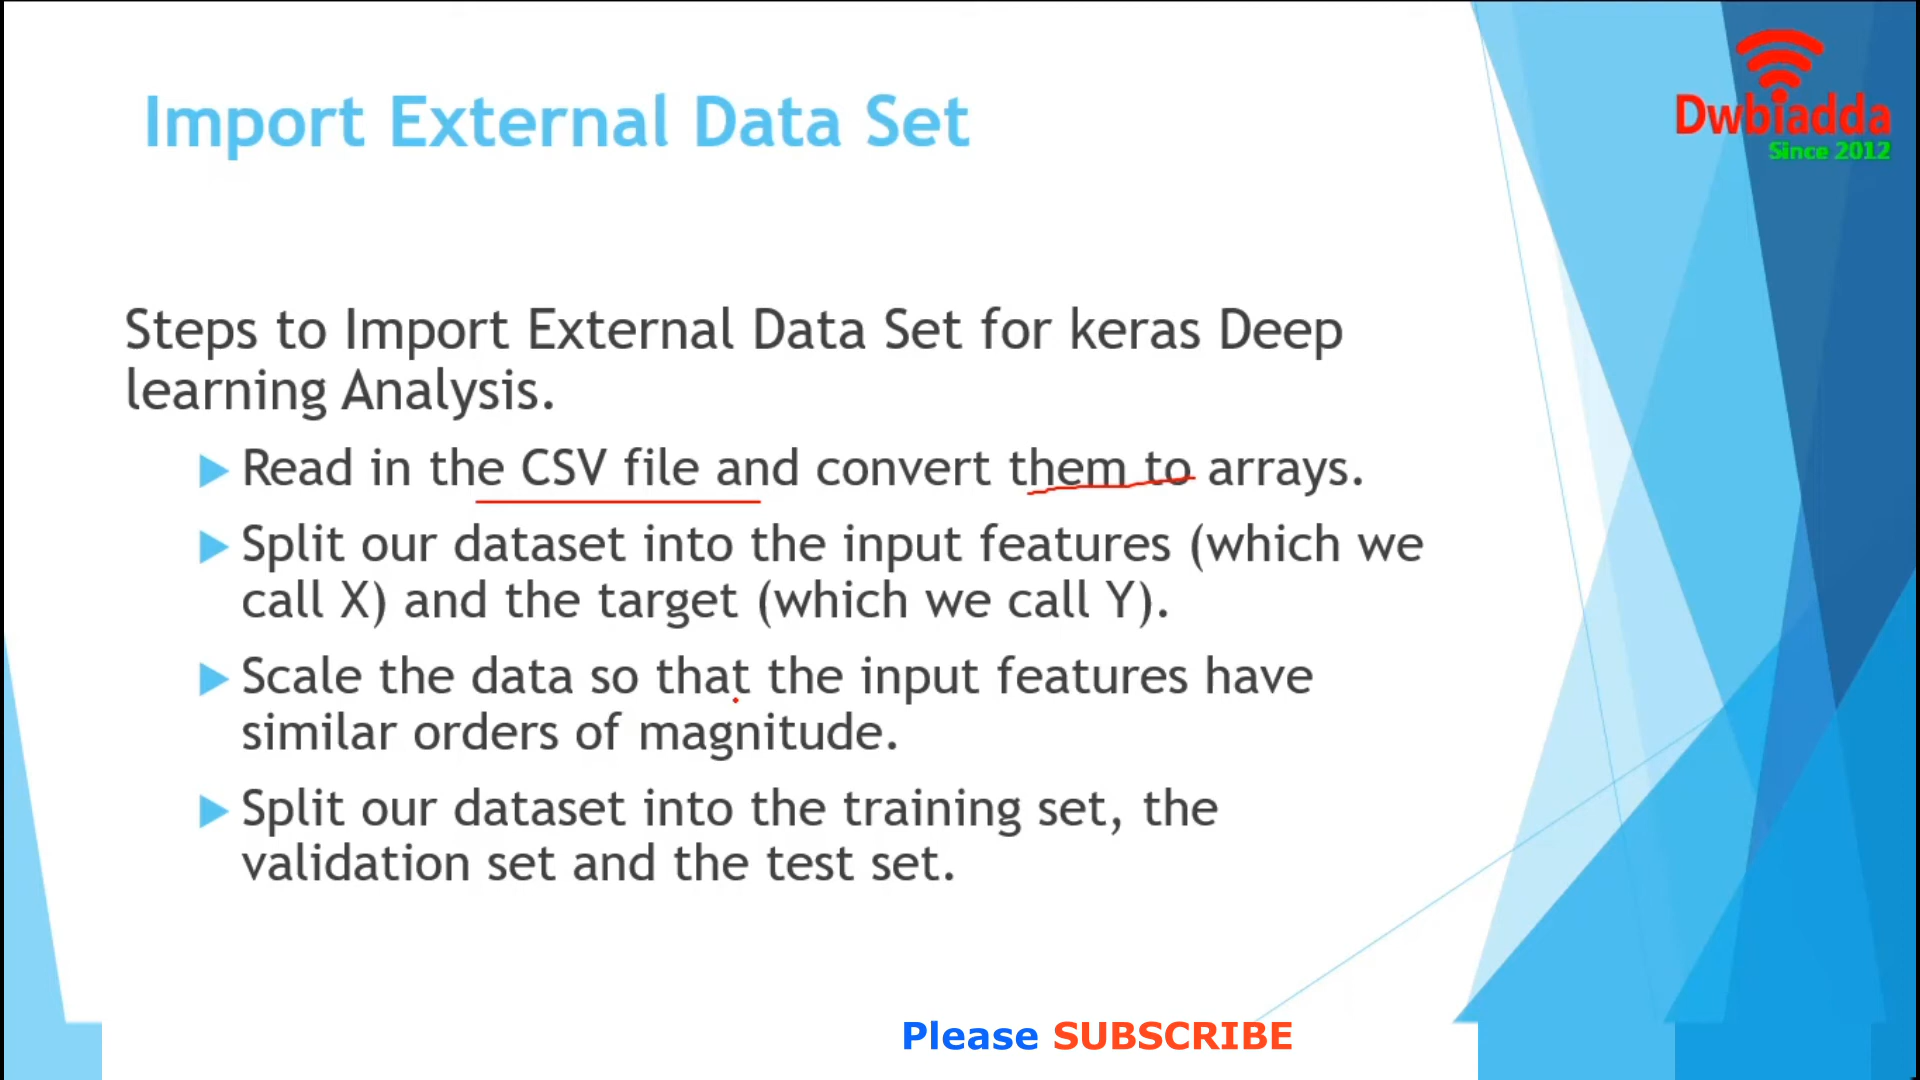 Dwbiadda
Since 2012
Import External Data Set
Steps to Import External Data Set for keras Deep
learning Analysis.
Read in the CSV file and convert them to arrays.
Split our dataset into the input features (which we
call X) and the target (which we call Y).
Scale the data so that the input features have
similar orders of magnitude.
Split our dataset into the training set, the
validation set and the test set.
Please SUBSCRIBE